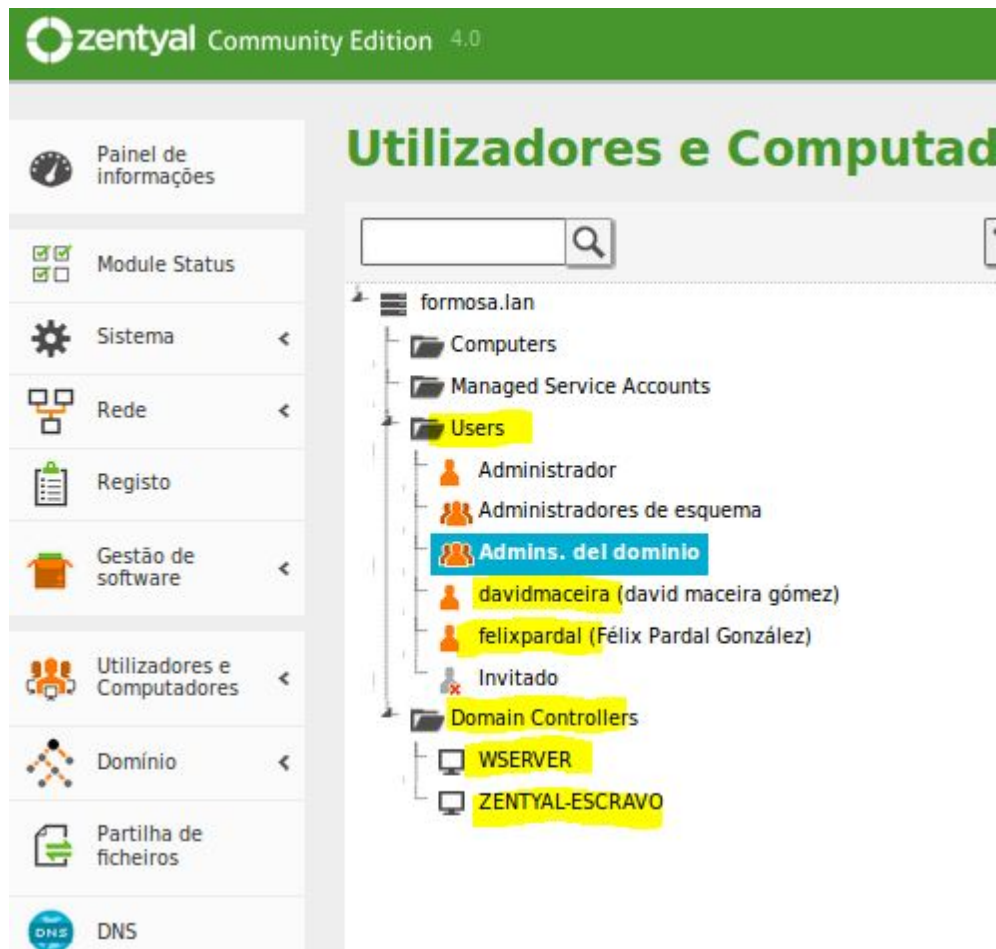 zentyal Community Edition 4.0
Painel de
informações
Module Status
Sistema
Rede
Registo
Gestão de
software
Utilizadores e
Computadores
Domínio
Partilha de
ficheiros
DNS
DNS
Utilizadores e Computad
formosa.lan
Computers
Managed Service Accounts
Users
Administrador
Administradores de esquema
Admins. del dominio
davidmaceira (david maceira gómez)
felixpardal (Félix Pardal González)
Invitado
Domain Controllers
WSERVER
ZENTYAL-ESCRAVO